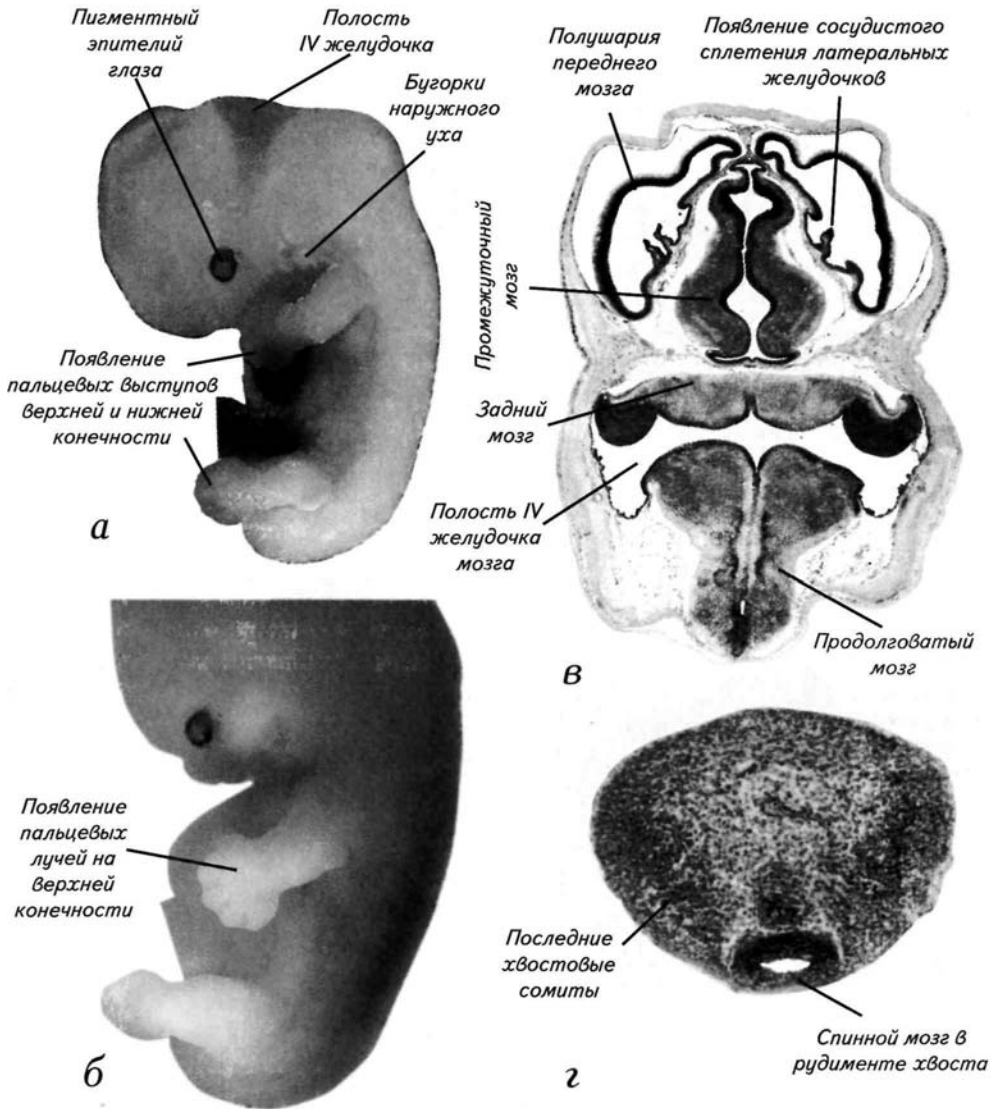 Пигментный
эпителий
глаза
Полость
IV желудочка
Бугорки
наружного
уха
Появление
пальцевых выступов
верхней и нижней
конечности
а
Полушария
переднего
мозга
Появление сосудистого
сплетения латеральных
желудочков
Промежуточный
мозг
Задний
мозг
Полость IV
желудочка
мозга
Продолговатый
мозг
в
Появление
пальцевых
лучей на
верхней
конечности
б
Последние
хвостовые
сомиты
Спинной мозг в
рудименте хвоста
г